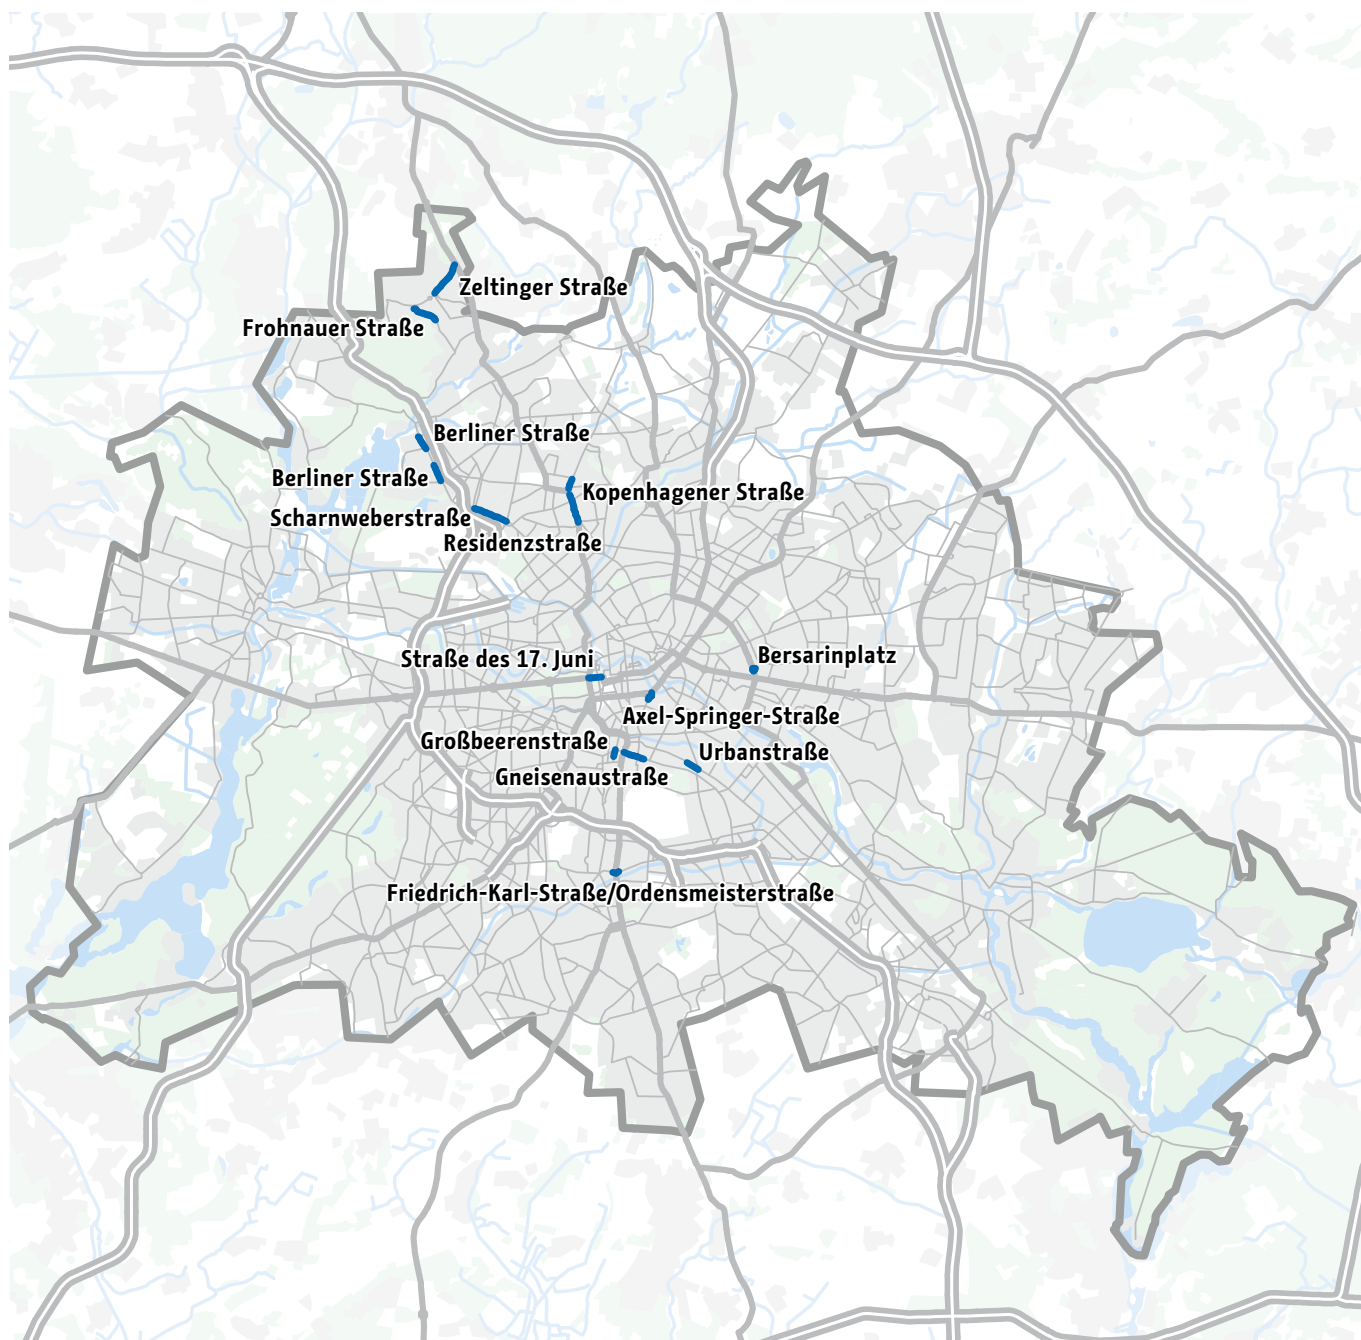 Zeltinger Straße
Frohnauer Straße
Berliner Straße
Berliner Straße
Kopenhagener Straße
Scharnweberstraße
Residenzstraße
Bersarinplatz
Straße des 17. Juni
Axel-Springer-Straße
Großbeerenstraße
Urbanstraße
Gneisenaustraße
Friedrich-Karl-Straße/Ordensmeisterstraße